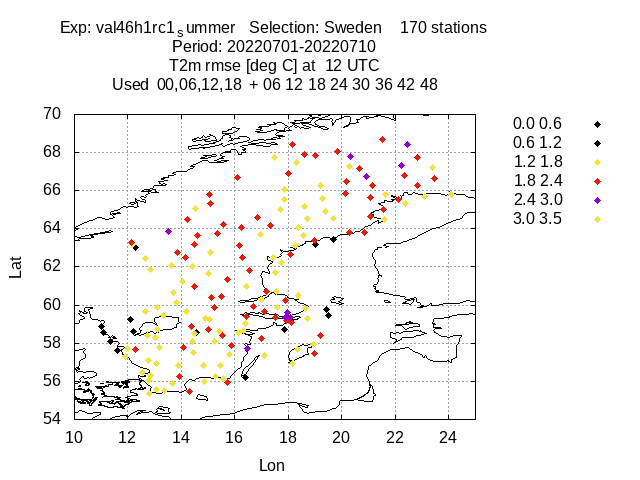 Exp: val46h1rc1summer Selection: Sweden 170 stations
Period: 20220701-20220710
T2m rmse [deg C] at 12 UTC
Used 00,06,12,18 + 06 12 18 24 30 36 42 48
70
68
66
64
62
60
58
56
54
Lat
10 12 14 16 18 20 22 24
Lon
0.0 0.6
0.6 1.2
1.2 1.8
1.8 2.4
2.4 3.0
3.0 3.5